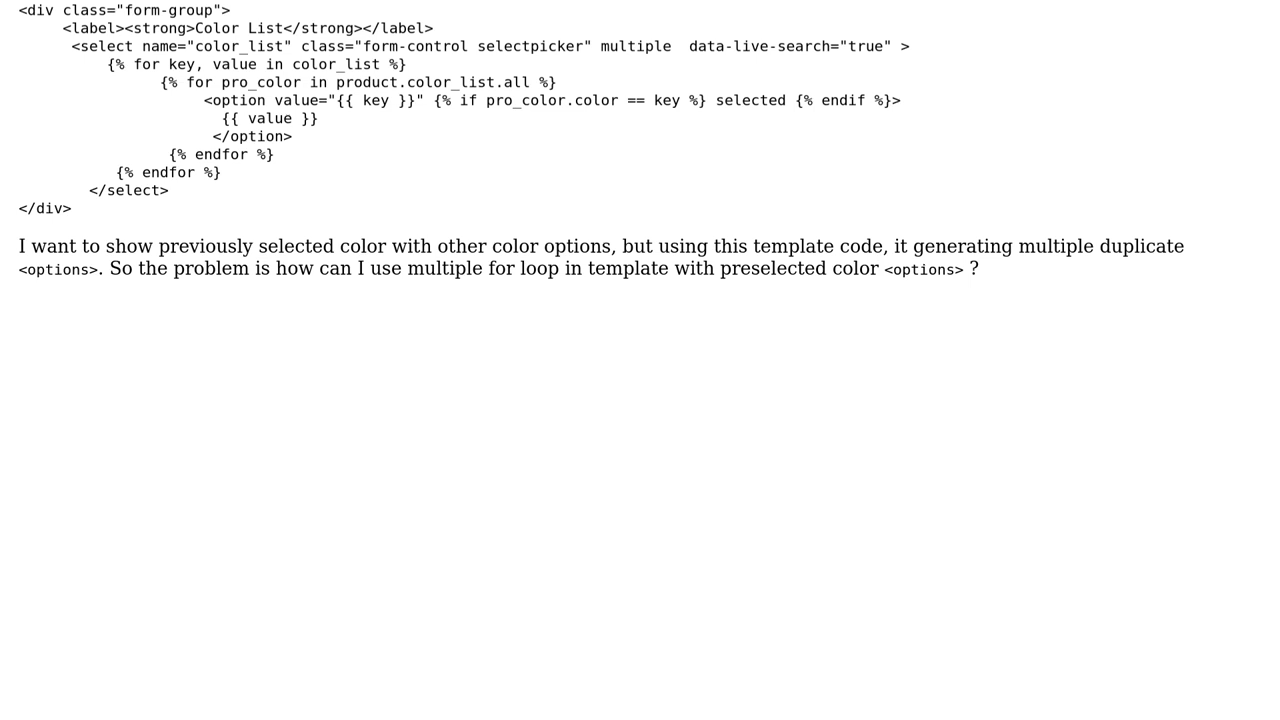 <div class="form-group">
     <label><strong>Color List</strong></label>
      <select name="color_list" class="form-control selectpicker" multiple  data-live-search="true" >
          {% for key, value in color_list %}
                {% for pro_color in product.color_list.all %}
                     <option value="{{ key }}" {% if pro_color.color == key %} selected {% endif %}>
                       {{ value }}
                      </option>
                 {% endfor %}
           {% endfor %}
        </select>
</div>
I want to show previously selected color with other color options, but using this template code, it generating multiple duplicate
<options>. So the problem is how can I use multiple for loop in template with preselected color <options> ?